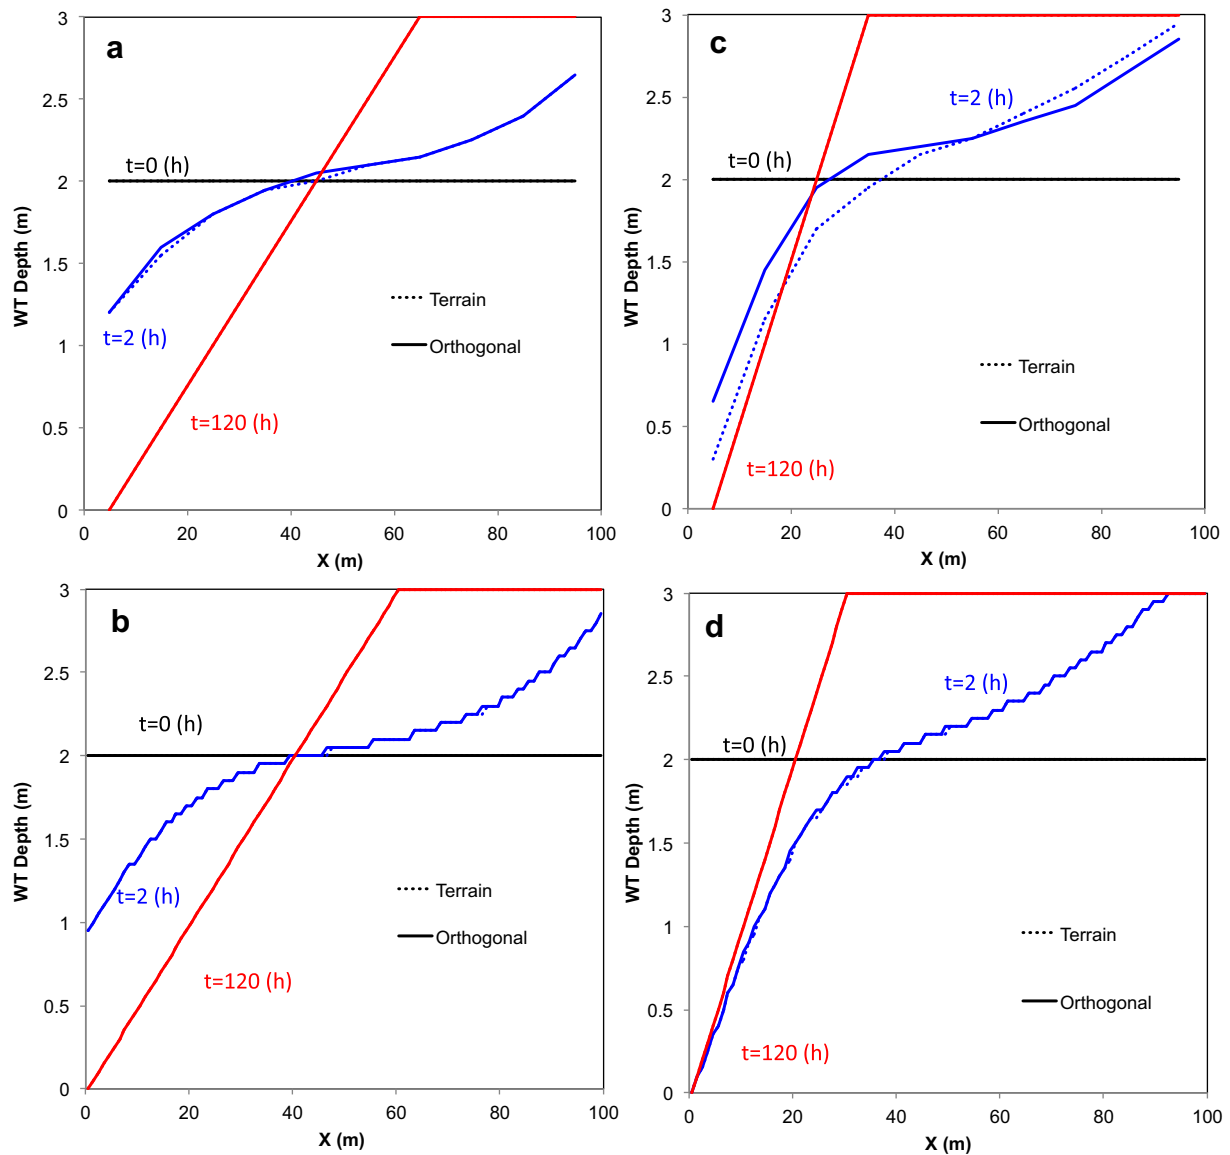 a
3
2.5
2
1.5
1
0.5
0
WT Depth (m)
t=0 (h)
t=2 (h)
t=120 (h)
Terrain
Orthogonal
0 20 40 60 80 100
X (m)
c
3
2.5
2
1.5
1
0.5
0
WT Depth (m)
t=2 (h)
t=0 (h)
t=120 (h)
Terrain
Orthogonal
0 20 40 60 80 100
X (m)
b
3
2.5
2
1.5
1
0.5
0
WT Depth (m)
t=0 (h)
t=2 (h)
t=120 (h)
Terrain
Orthogonal
0 20 40 60 80 100
X (m)
d
3
2.5
2
1.5
1
0.5
0
WT Depth (m)
t=2 (h)
t=0 (h)
t=120 (h)
Terrain
Orthogonal
0 20 40 60 80 100
X (m)